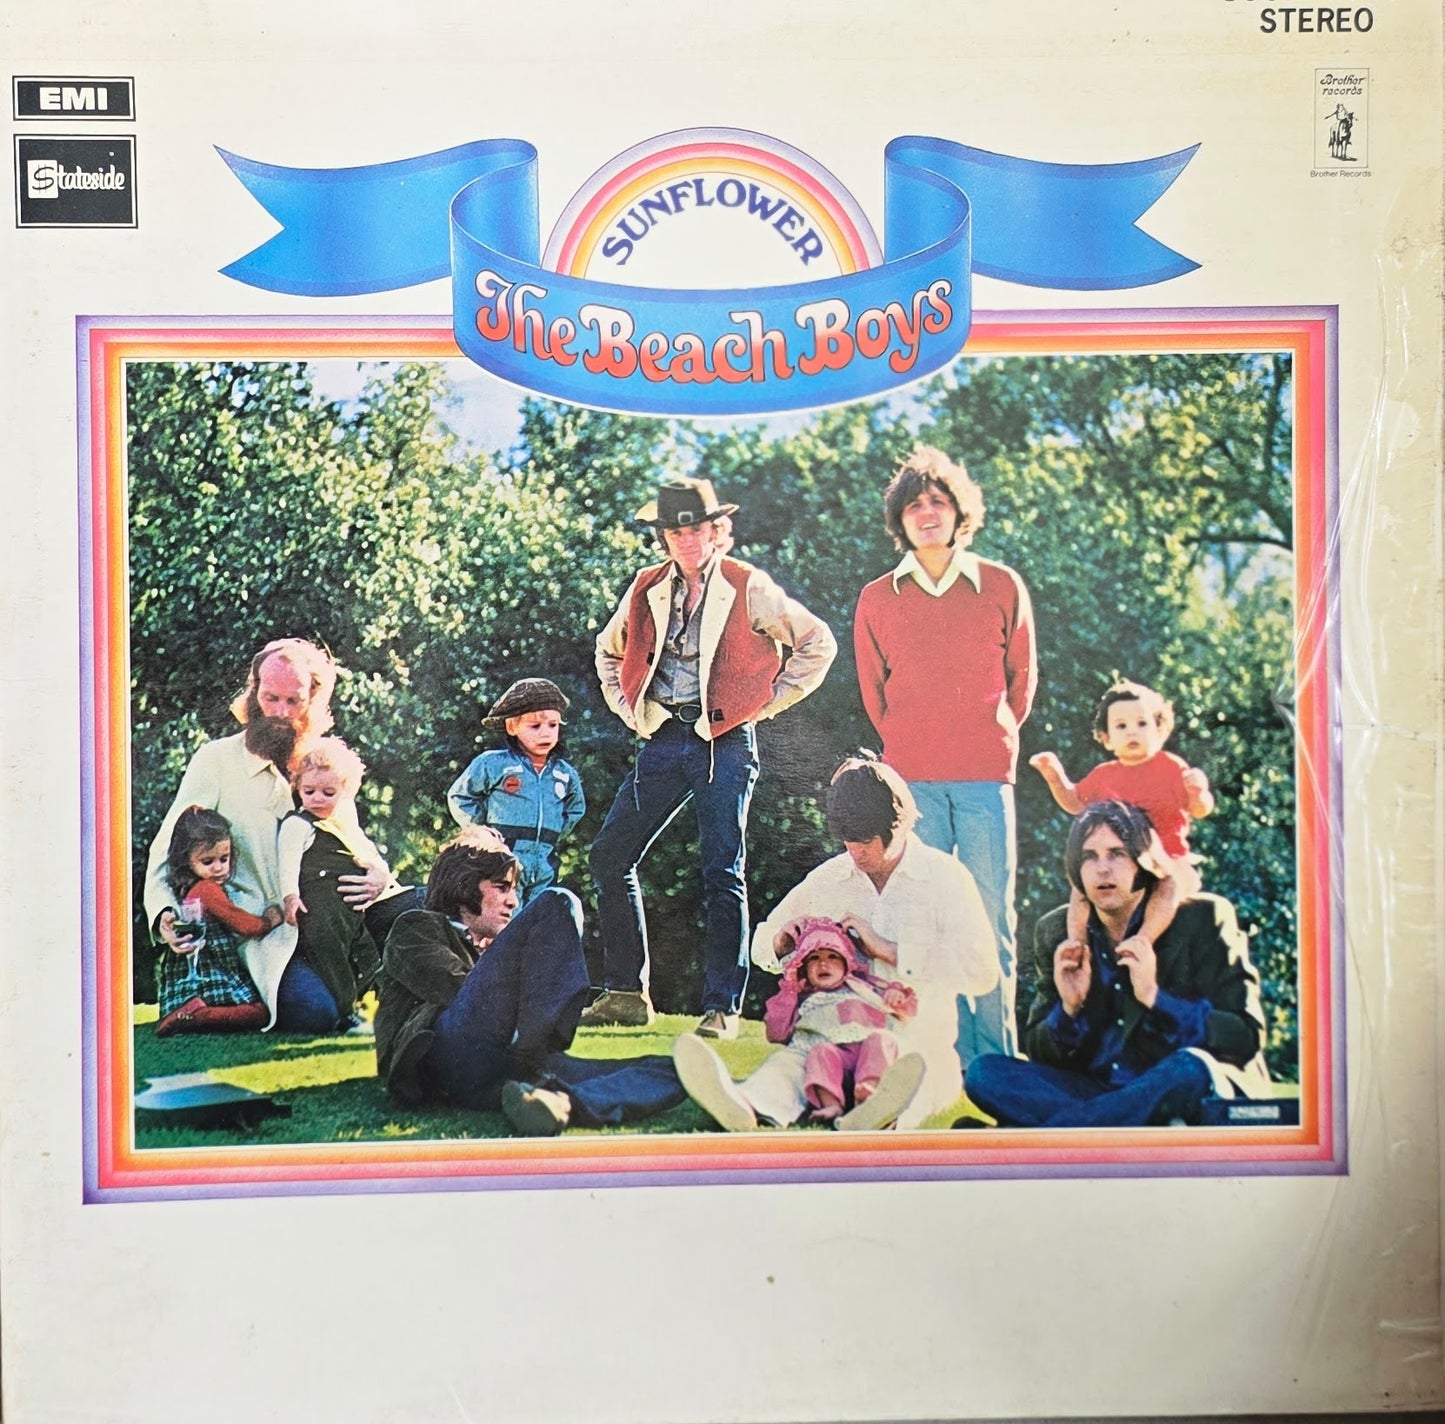 STEREO
EMI
Stateside
Brother
records
Brother Records
SUNFLOWER
The Beach Boys